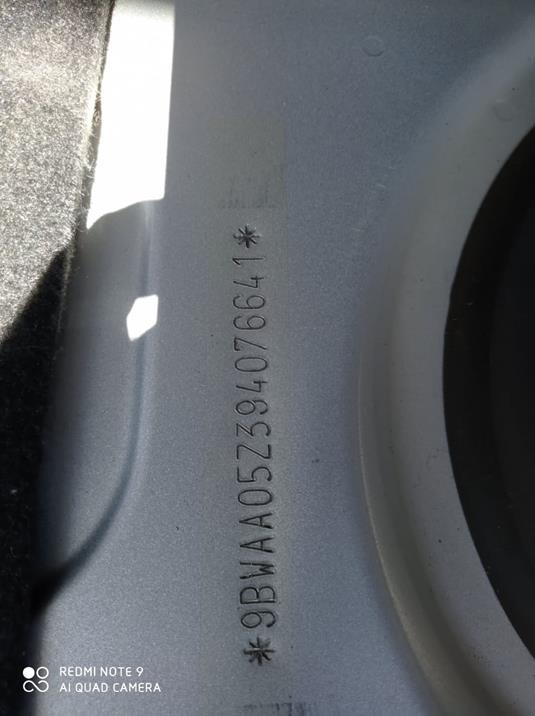 *9BWAA05Z394076641*
REDMI NOTE 9
AI QUAD CAMERA